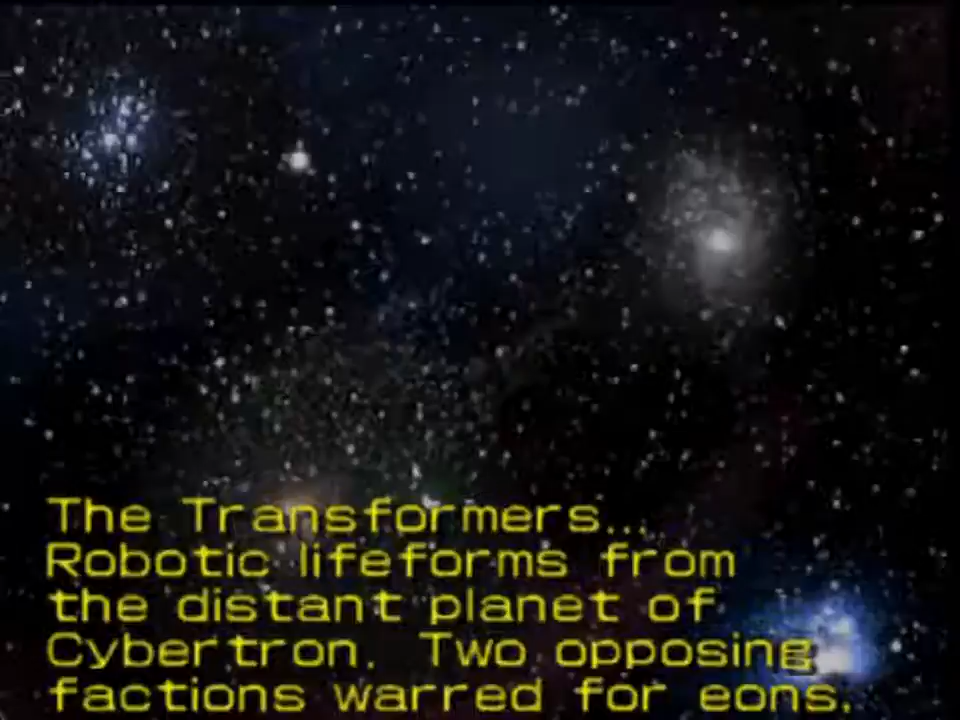 The Transformers...
Robotic lifeforms from
the distant planet of
Cybertron. Two opposing
factions warred for eons,